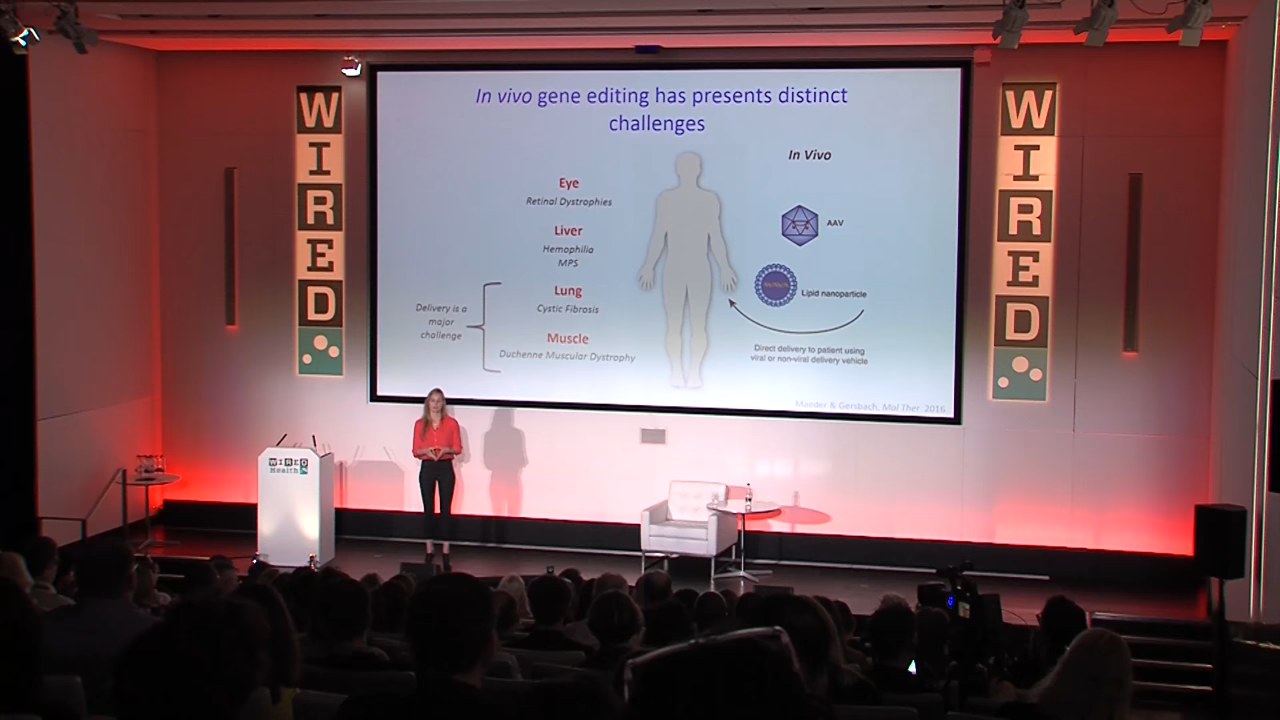 In vivo gene editing has presents distinct
challenges
In Vivo
Eye
Retinal Dystrophies
AAV
Liver
Hemophilia
MPS
Lung
Cystic Fibrosis
Lipid nanoparticle
Delivery is a
major
challenge
Muscle
Duchenne Muscular Dystrophy
Direct delivery to patient using
viral or non-viral delivery vehicle
Maeder & Gersbach, Mol Ther. 2016
WIRED
WIRED
WIRED
Health